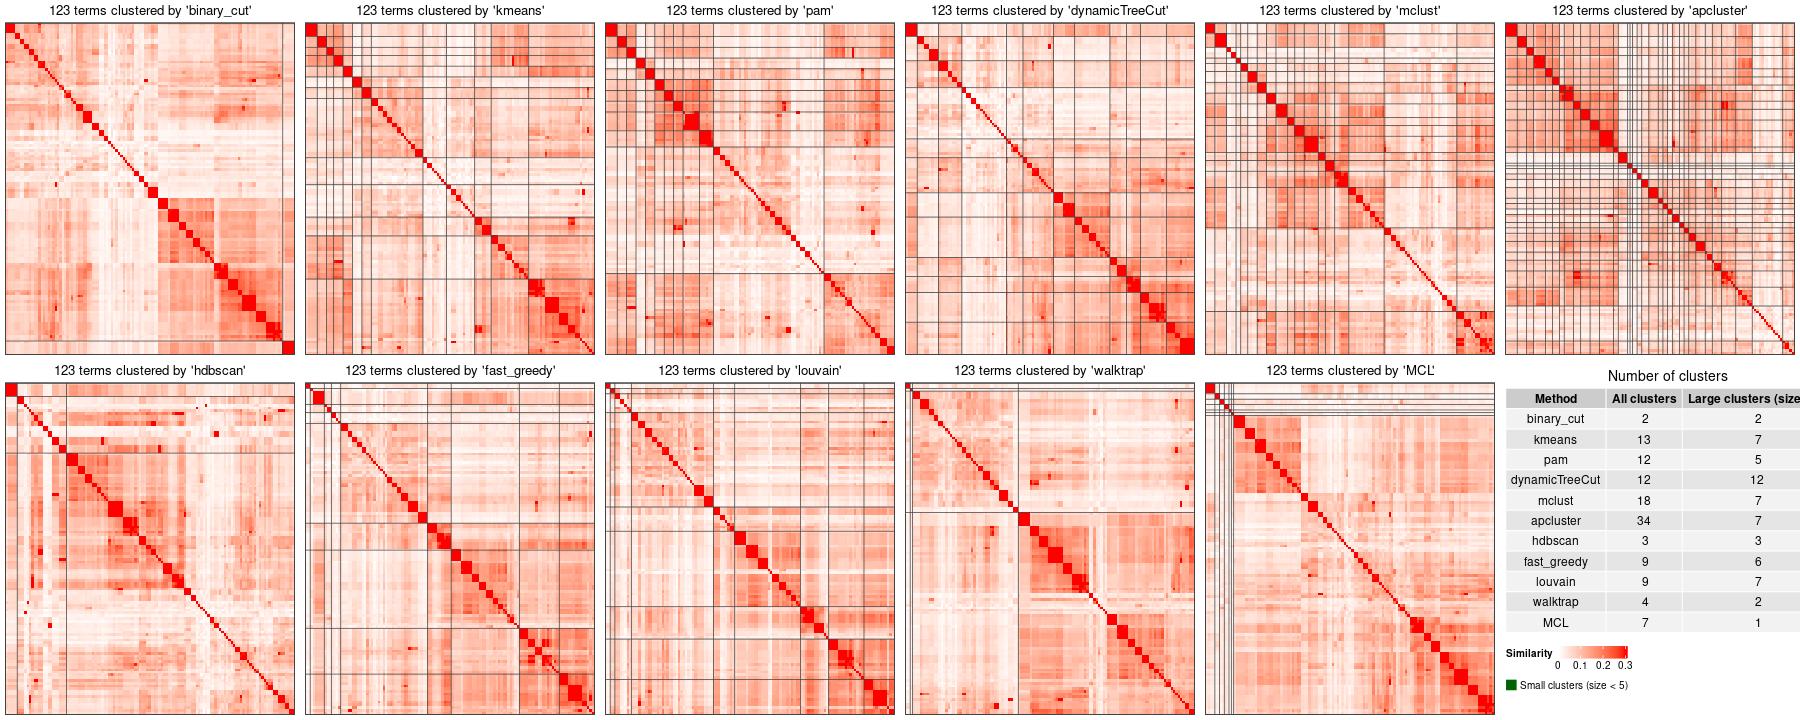 123 terms clustered by 'binary_cut'
123 terms clustered by 'kmeans'
123 terms clustered by 'pam'
123 terms clustered by 'dynamicTreeCut'
123 terms clustered by 'mclust'
123 terms clustered by 'apcluster'
123 terms clustered by 'hdbscan'
123 terms clustered by 'fast_greedy'
123 terms clustered by 'louvain'
123 terms clustered by 'walktrap'
123 terms clustered by 'MCL'
Number of clusters
Method All clusters Large clusters (size
binary_cut 2 2
kmeans 13 7
pam 12 5
dynamicTreeCut 12 12
mclust 18 7
apcluster 34 7
hdbscan 3 3
fast_greedy 9 6
louvain 9 7
walktrap 4 2
MCL 7 1
Similarity
0 0.1 0.2 0.3
Small clusters (size < 5)